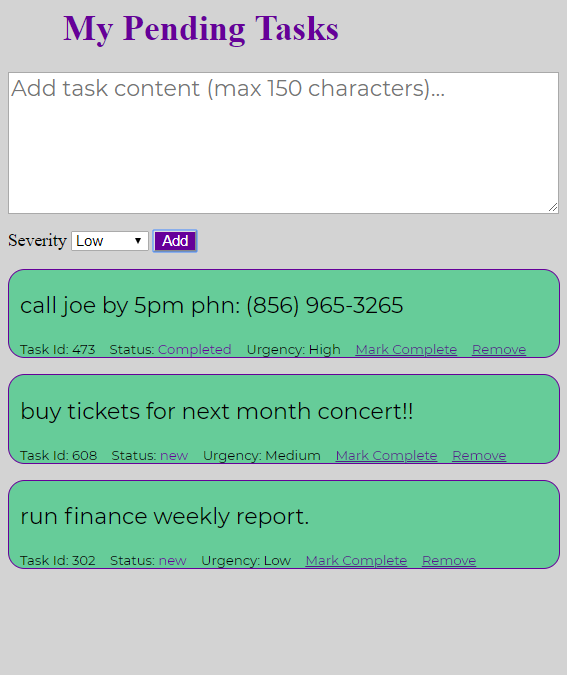 My Pending Tasks
Add task content (max 150 characters)...
Severity Low Add
call joe by 5pm phn: (856) 965-3265
Task Id: 473 Status: Completed Urgency: High Mark Complete Remove
buy tickets for next month concert!!
Task Id: 608 Status: new Urgency: Medium Mark Complete Remove
run finance weekly report.
Task Id: 302 Status: new Urgency: Low Mark Complete Remove